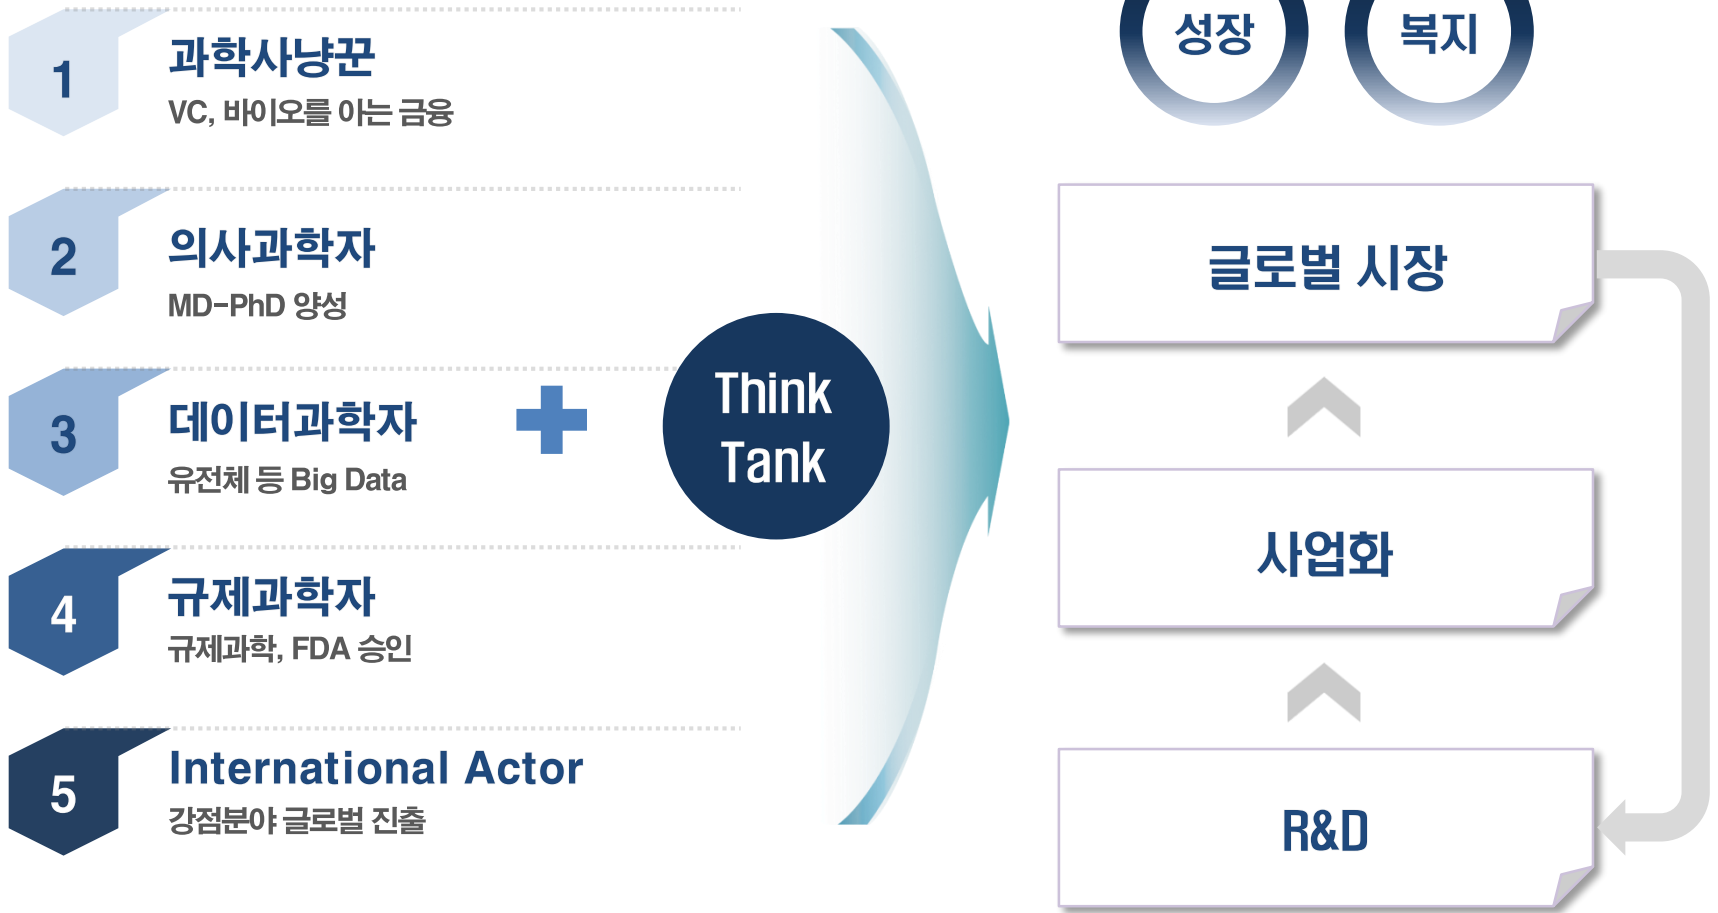 1
과학사냥꾼
VC, 바이오를 아는 금융
2
의사과학자
MD-PhD 양성
3
데이터과학자
유전체 등 Big Data
4
규제과학자
규제과학, FDA 승인
5
International Actor
강점분야 글로벌 진출
Think
Tank
성장
복지
글로벌 시장
사업화
R&D